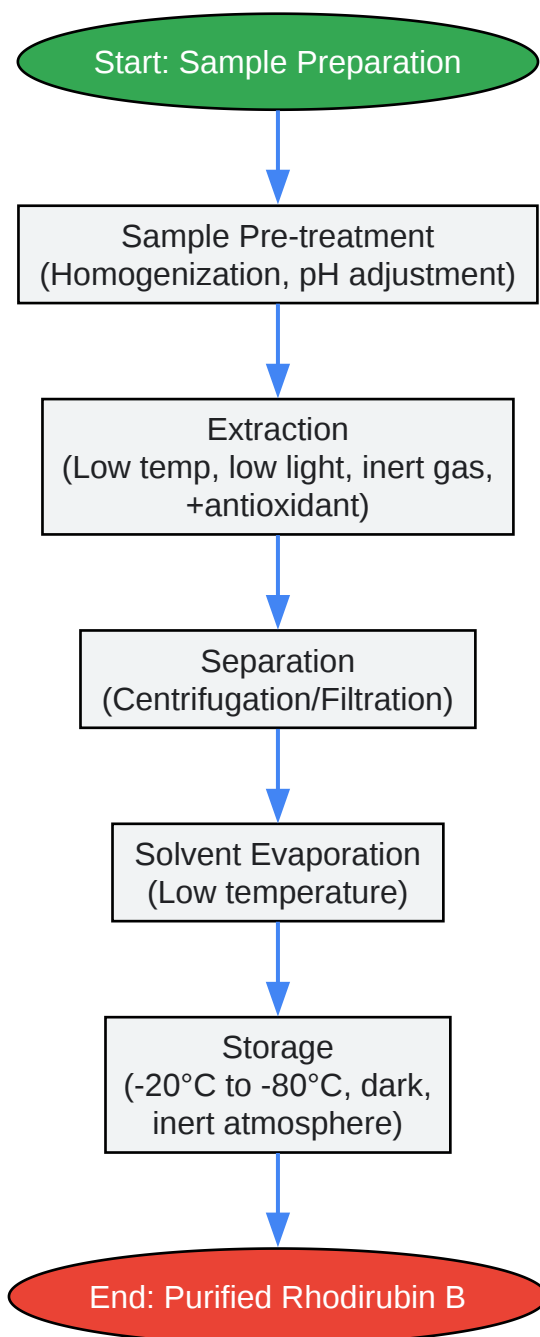 Start: Sample Preparation
Sample Pre-treatment
(Homogenization, pH adjustment)
Extraction
(Low temp, low light, inert gas,
+antioxidant)
Separation
(Centrifugation/Filtration)
Solvent Evaporation
(Low temperature)
Storage
(-20°C to -80°C, dark,
inert atmosphere)
End: Purified Rhodirubin B